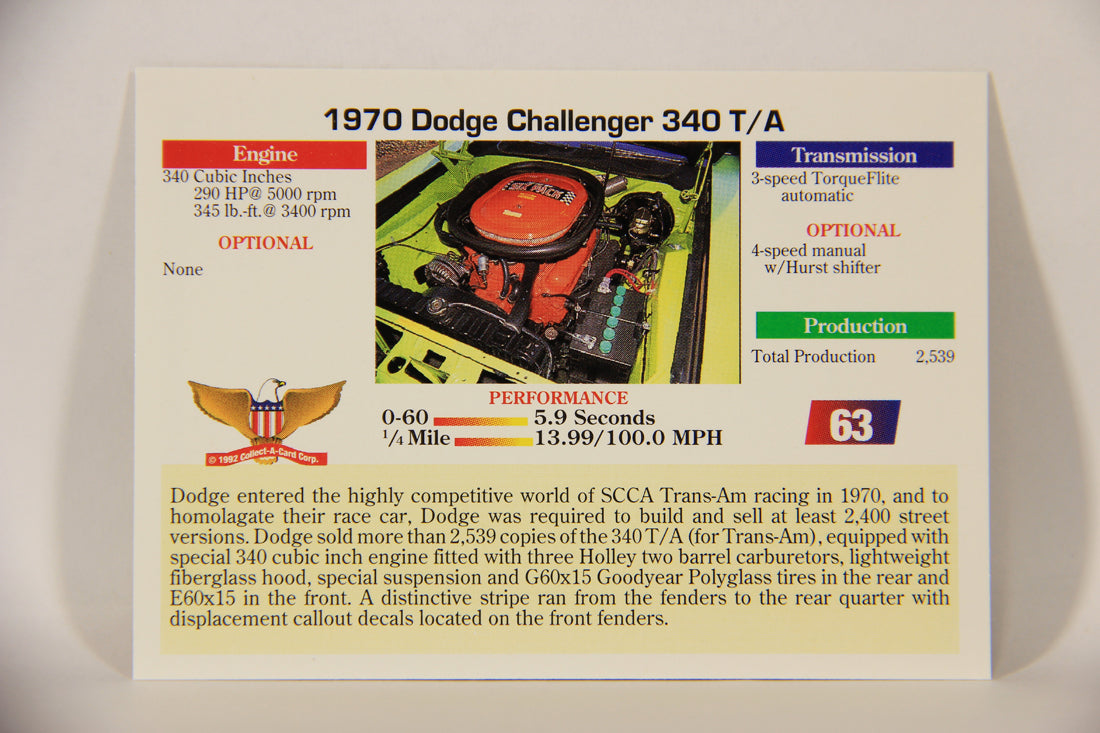 1970 Dodge Challenger 340 T/A
Engine
340 Cubic Inches
290 HP@ 5000 rpm
345 lb.-ft.@ 3400 rpm
OPTIONAL
None
SIX PACK
Transmission
3-speed TorqueFlite
automatic
OPTIONAL
4-speed manual
w/Hurst shifter
Production
Total Production 2,539
PERFORMANCE
0-60 5.9 Seconds
1/4 Mile 13.99/100.0 MPH
© 1992 Collect-A-Card Corp.
63
Dodge entered the highly competitive world of SCCA Trans-Am racing in 1970, and to
homolagate their race car, Dodge was required to build and sell at least 2,400 street
versions. Dodge sold more than 2,539 copies of the 340 T/A (for Trans-Am), equipped with
special 340 cubic inch engine fitted with three Holley two barrel carburetors, lightweight
fiberglass hood, special suspension and G60x15 Goodyear Polyglass tires in the rear and
E60x15 in the front. A distinctive stripe ran from the fenders to the rear quarter with
displacement callout decals located on the front fenders.